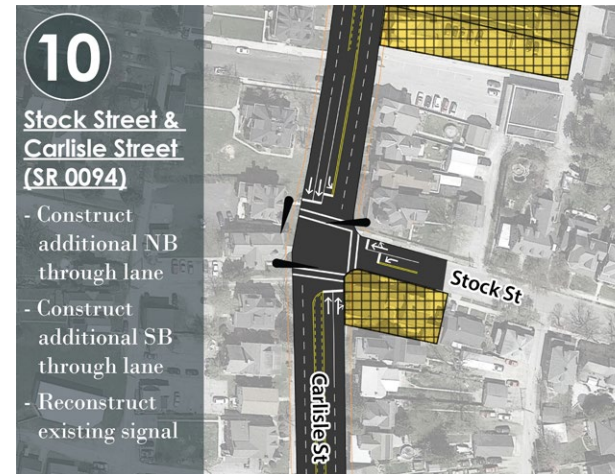 10
Stock Street &
Carlisle Street
(SR 0094)
- Construct
additional NB
through lane
- Construct
additional SB
through lane
- Reconstruct
existing signal
Stock St
Carlisle St